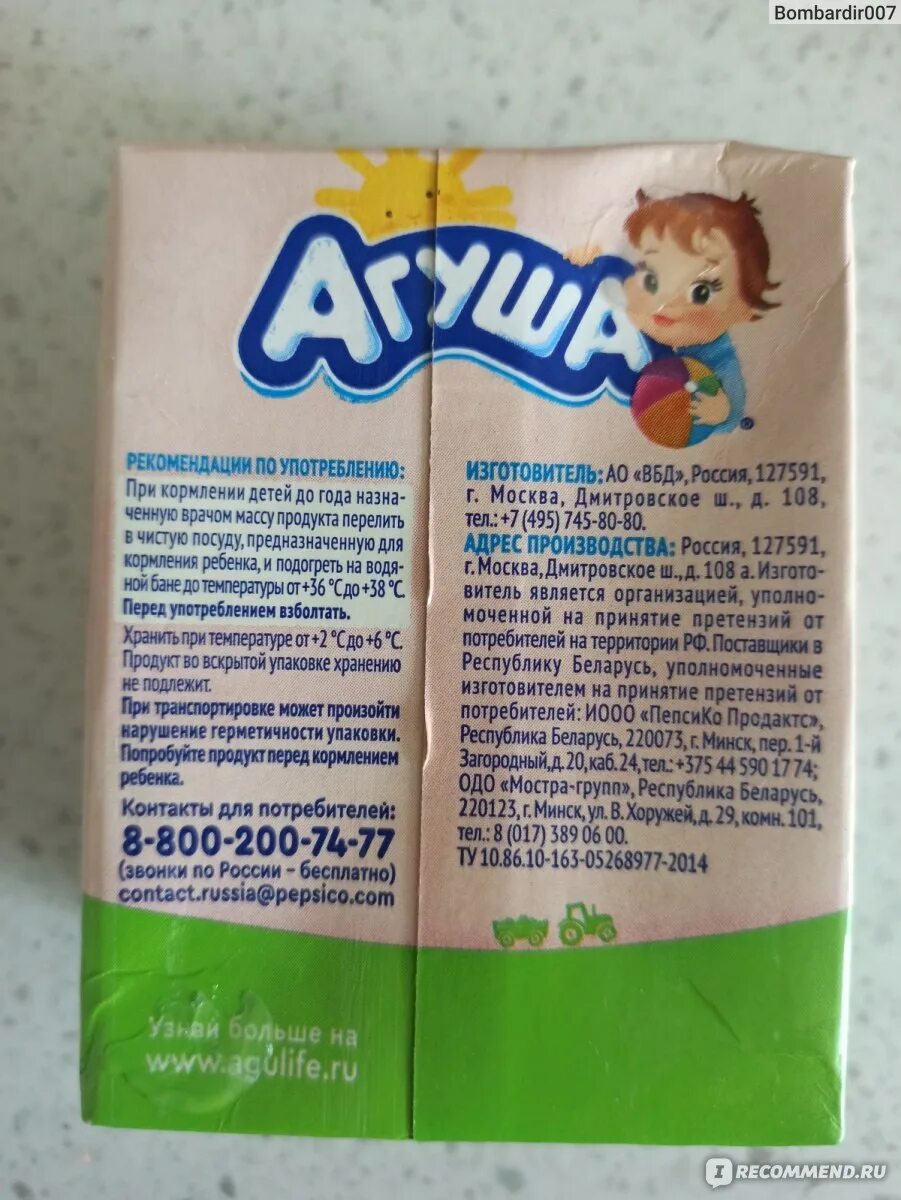 Bombardir007
АГУША
®
РЕКОМЕНДАЦИИ ПО УПОТРЕБЛЕНИЮ:
При кормлении детей до года назна-
ченную врачом массу продукта перелить
в чистую посуду, предназначенную для
кормления ребенка, и подогреть на водя-
ной бане до температуры от +36 °С до +38 °С.
Перед употреблением взболтать.
Хранить при температуре от +2 °С до +6 °С.
Продукт во вскрытой упаковке хранению
не подлежит.
При транспортировке может произойти
нарушение герметичности упаковки.
Попробуйте продукт перед кормлением
ребенка.
Контакты для потребителей:
8-800-200-74-77
(звонки по России – бесплатно)
contact.russia@pepsico.com
ИЗГОТОВИТЕЛЬ: АО «ВБД», Россия, 127591,
г. Москва, Дмитровское ш., д. 108,
тел.: +7 (495) 745-80-80.
АДРЕС ПРОИЗВОДСТВА: Россия, 127591,
г. Москва, Дмитровское ш., д. 108 а. Изгото-
витель является организацией, уполно-
моченной на принятие претензий от
потребителей на территории РФ. Поставщики в
Республику Беларусь, уполномоченные
изготовителем на принятие претензий от
потребителей: ИООО «ПепсиКо Продактс»,
Республика Беларусь, 220073, г. Минск, пер. 1-й
Загородный, д. 20, каб. 24, тел.: +375 44 590 17 74;
ОДО «Мостра-групп», Республика Беларусь,
220123, г. Минск, ул. В. Хоружей, д. 29, комн. 101,
тел.: 8 (017) 389 06 00.
ТУ 10.86.10-163-05268977-2014
Узнай больше на
www.agulife.ru
IRECOMMEND.RU